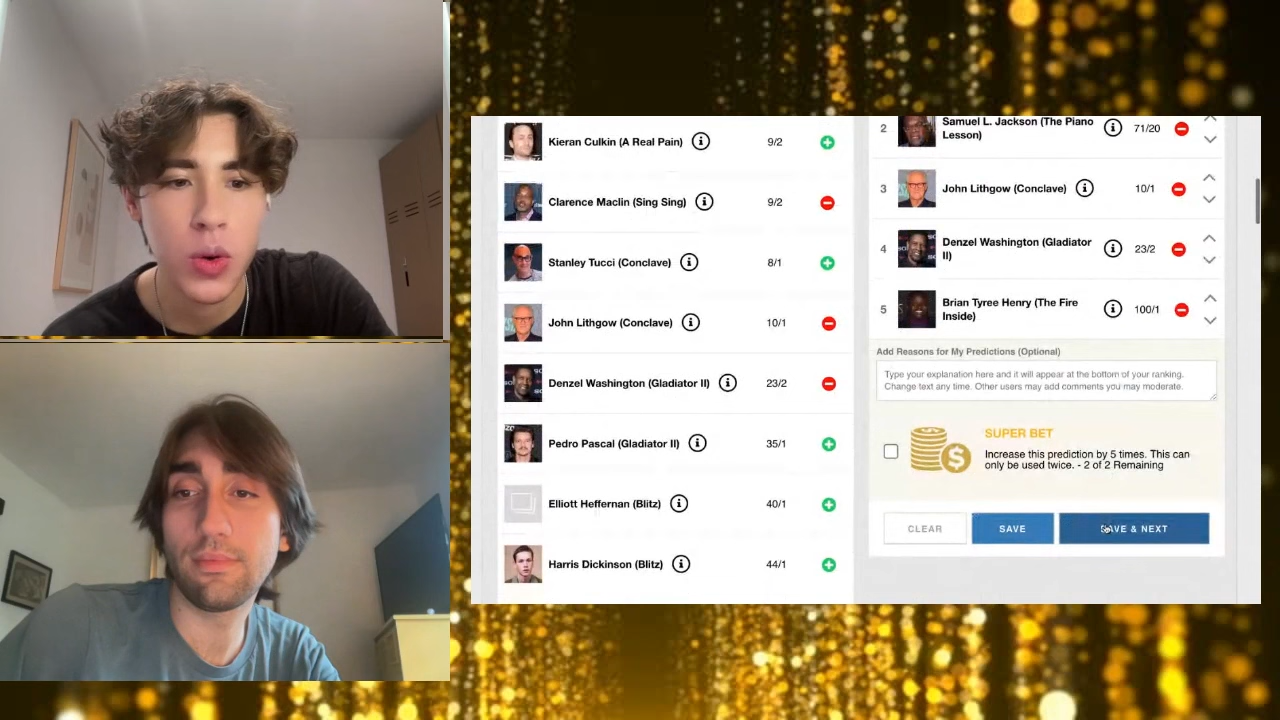 Kieran Culkin (A Real Pain) 9/2
Clarence Maclin (Sing Sing) 9/2
Stanley Tucci (Conclave) 8/1
John Lithgow (Conclave) 10/1
Denzel Washington (Gladiator II) 23/2
Pedro Pascal (Gladiator II) 35/1
Elliott Heffernan (Blitz) 40/1
Harris Dickinson (Blitz) 44/1
2 Samuel L. Jackson (The Piano
Lesson) 71/20
3 John Lithgow (Conclave) 10/1
4 Denzel Washington (Gladiator
II) 23/2
5 Brian Tyree Henry (The Fire
Inside) 100/1
Add Reasons for My Predictions (Optional)
Type your explanation here and it will appear at the bottom of your ranking.
Change text any time. Other users may add comments you may moderate.
SUPER BET
Increase this prediction by 5 times. This can
only be used twice. - 2 of 2 Remaining
CLEAR SAVE SAVE & NEXT